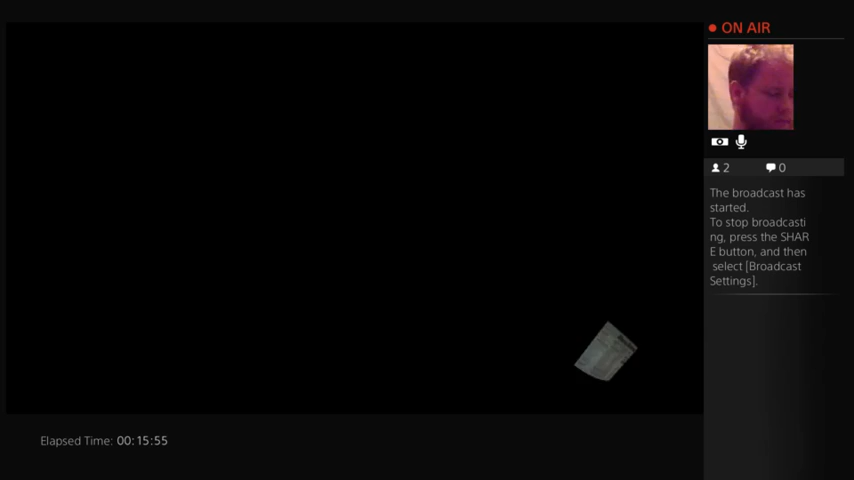 ON AIR
2 0
The broadcast has
started.
To stop broadcasti
ng, press the SHAR
E button, and then
select [Broadcast
Settings].
Elapsed Time: 00:15:55